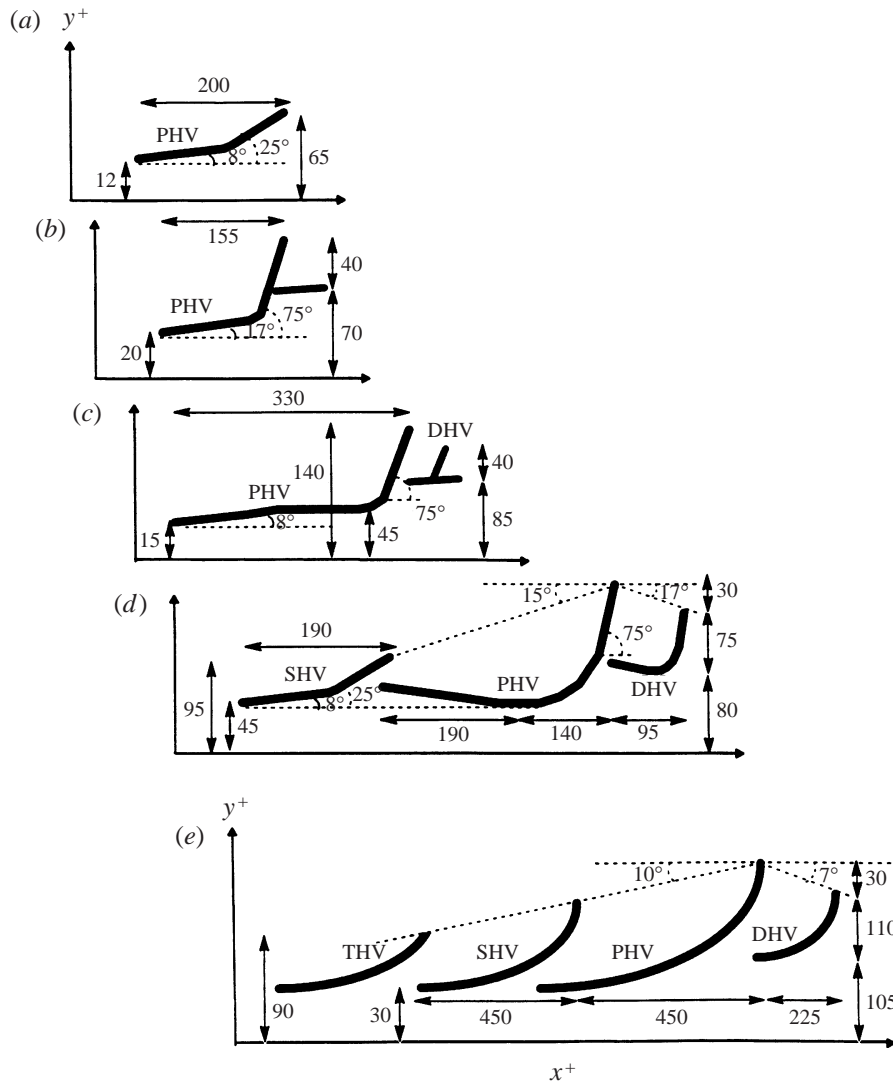 (a) y+
200
PHV
8° 25°
65
12
(b)
155
40
PHV
75°
17°
70
20
330
(c)
DHV
140
40
PHV
75°
8°
85
15
45
(d)
15° 17° 30
190
75° 75
SHV
PHV
DHV
95
8° 25°
45
80
190 140 95
y+
(e)
10° 7° 30
110
THV SHV PHV DHV
90
30
105
450 450 225
x+